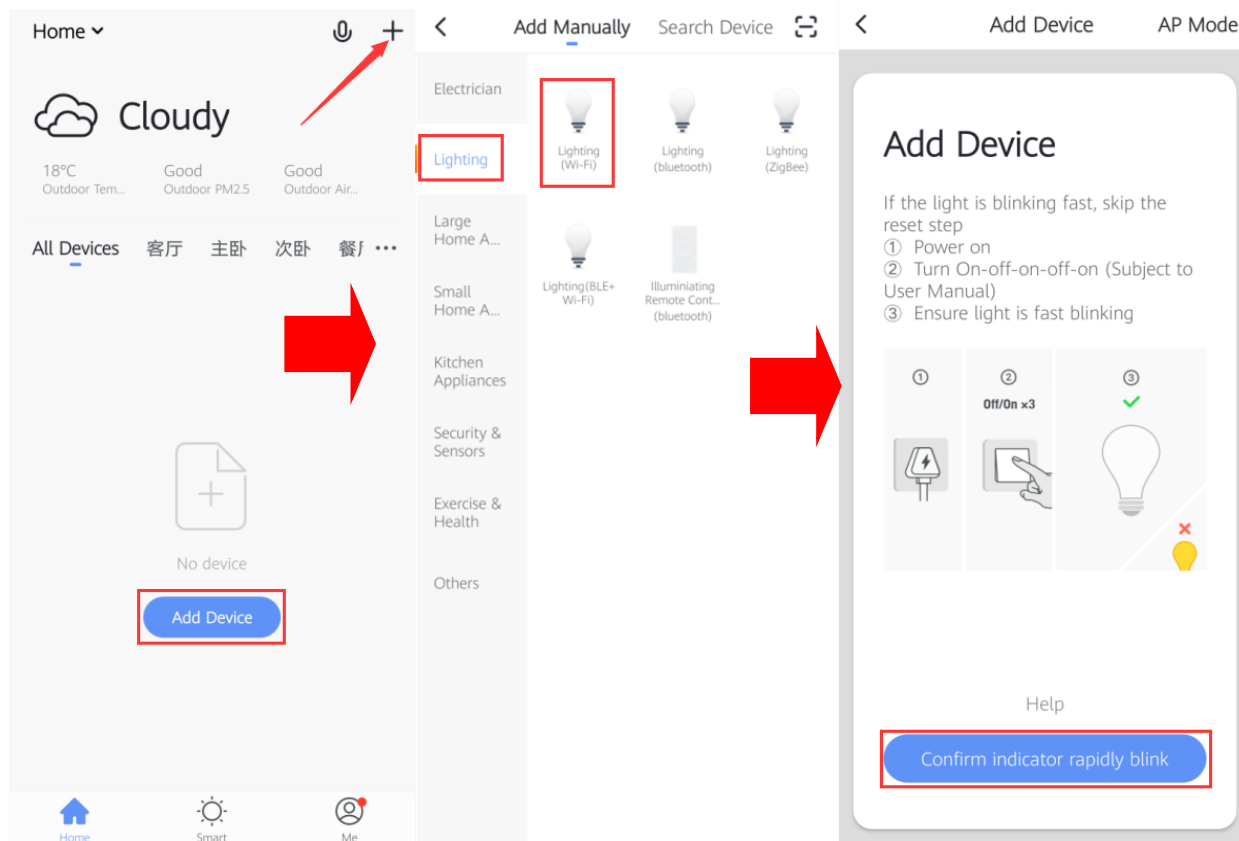 Home
Cloudy
18°C
Good
Good
Outdoor Tem...
Outdoor PM2.5
Outdoor Air...
All Devices
客厅
主卧
次卧
No device
Add Device
Home
Smart
Me
Add Manually
Search Device
Electrician
Lighting
Large
Home A...
Small
Home A...
Kitchen
Appliances
Security &
Sensors
Exercise &
Health
Others
Lighting
(Wi-Fi)
Lighting
(bluetooth)
Lighting
(ZigBee)
Lighting(BLE+
Wi-Fi)
Illuminiating
Remote Cont...
(bluetooth)
Add Device
AP Mode
Add Device
If the light is blinking fast, skip the
reset step
① Power on
② Turn On-off-on-off-on (Subject to
User Manual)
③ Ensure light is fast blinking
①
②
③
Off/On ×3
Help
Confirm indicator rapidly blink